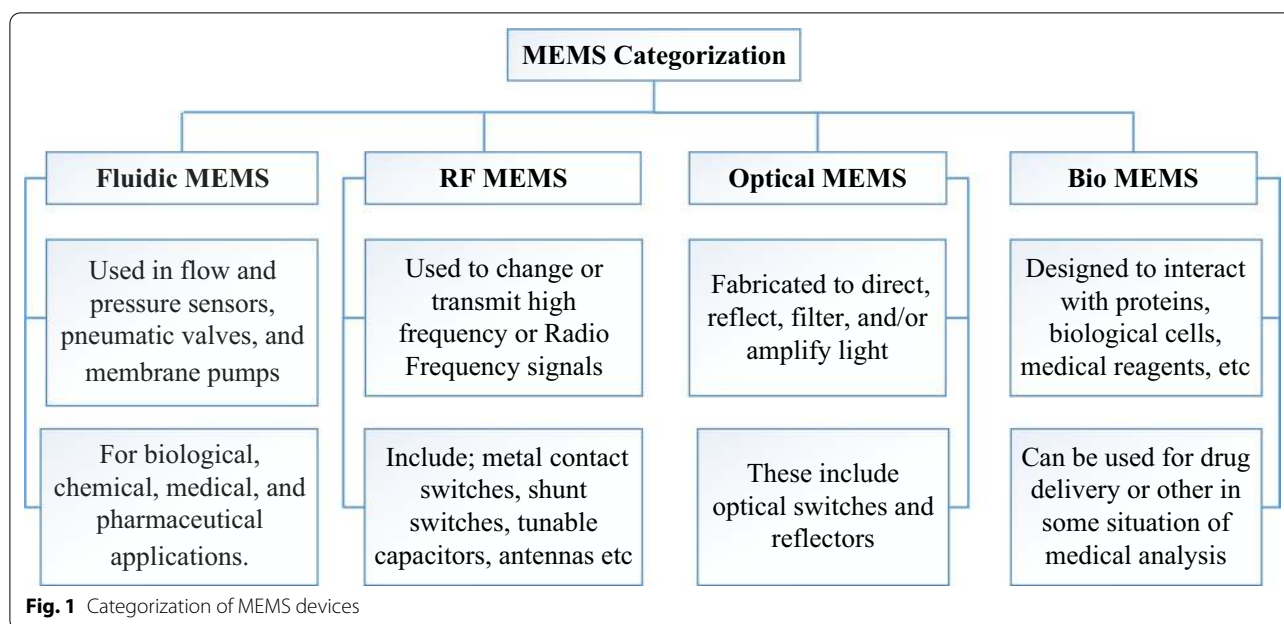 MEMS Categorization
Fluidic MEMS
Used in flow and
pressure sensors,
pneumatic valves, and
membrane pumps
For biological,
chemical, medical, and
pharmaceutical
applications.
RF MEMS
Used to change or
transmit high
frequency or Radio
Frequency signals
Include; metal contact
switches, shunt
switches, tunable
capacitors, antennas etc
Optical MEMS
Fabricated to direct,
reflect, filter, and/or
amplify light
These include
optical switches and
reflectors
Bio MEMS
Designed to interact
with proteins,
biological cells,
medical reagents, etc
Can be used for drug
delivery or other in
some situation of
medical analysis
Fig. 1 Categorization of MEMS devices